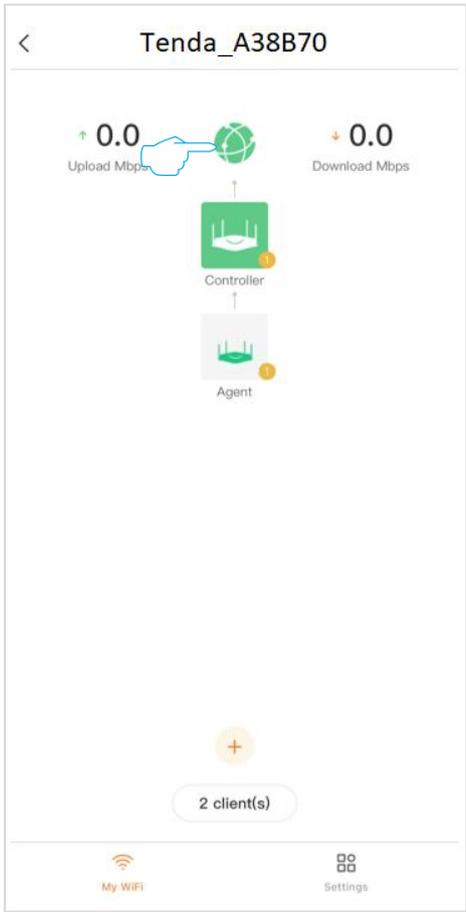 Tenda_A38B70
0.0
Upload Mbps
0.0
Download Mbps
1
Controller
1
Agent
+
2 client(s)
My WiFi
Settings